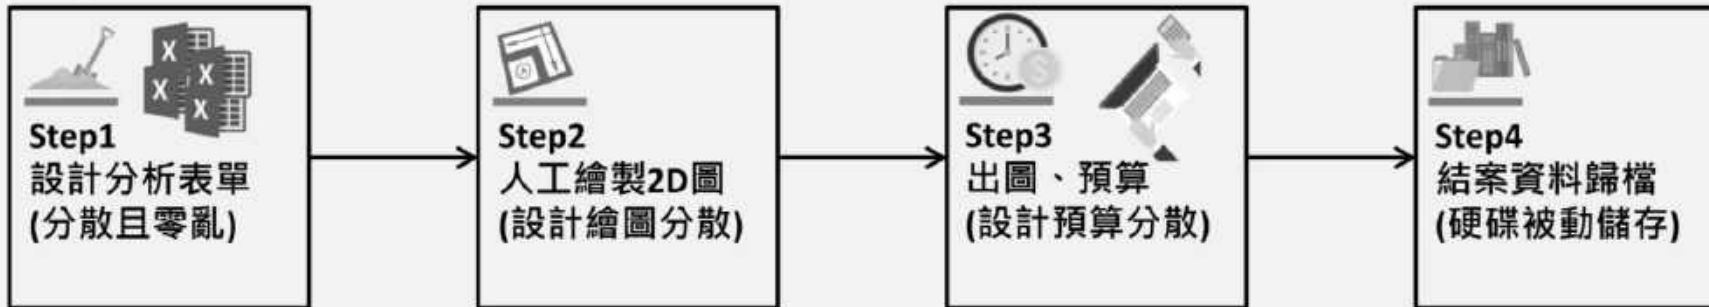 Step1
設計分析表單
(分散且零亂)
Step2
人工繪製2D圖
(設計繪圖分散)
Step3
出圖、預算
(設計預算分散)
Step4
結案資料歸檔
(硬碟被動儲存)
X
X
X
X
A
$